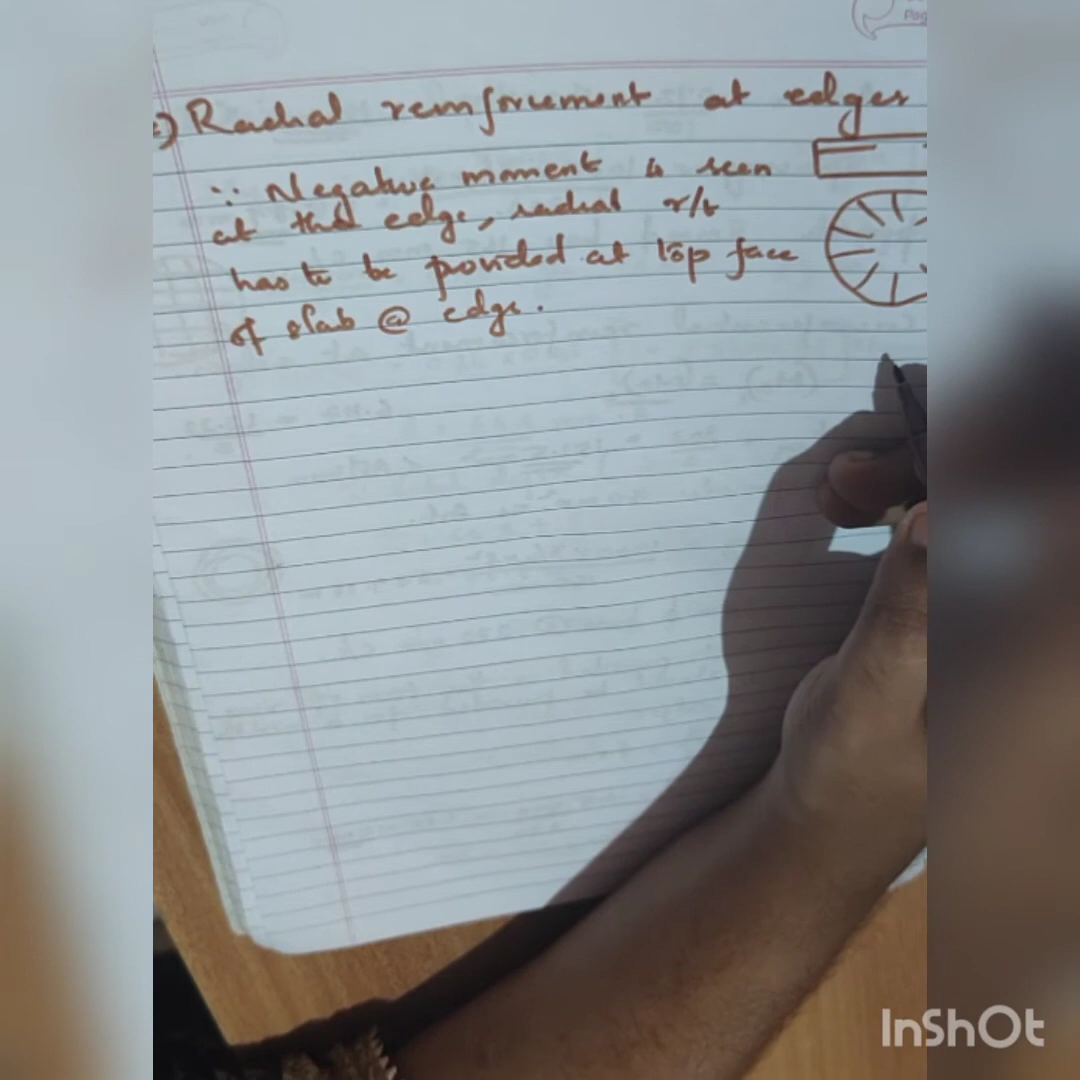 Radial reinforcement at edges
∵ Negative moment is seen
at the edge, radial r/t
has to be provided at top face
of slab @ edge.
InShOt